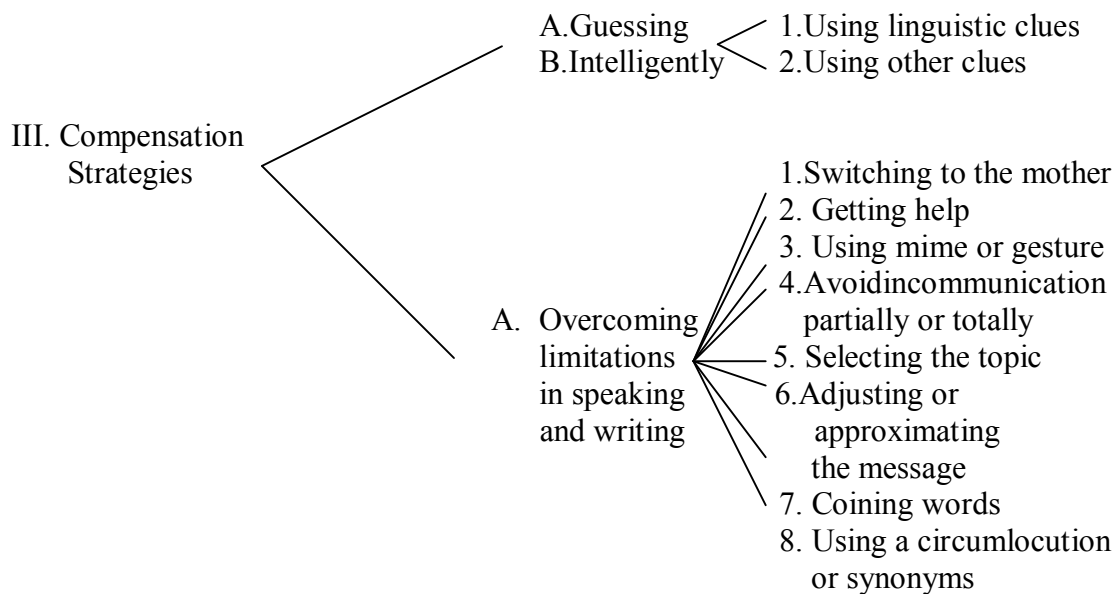 A.Guessing
B.Intelligently
1.Using linguistic clues
2.Using other clues
III. Compensation
Strategies
A. Overcoming
limitations
in speaking
and writing
1.Switching to the mother
2. Getting help
3. Using mime or gesture
4.Avoidincommunication
partially or totally
5. Selecting the topic
6.Adjusting or
approximating
the message
7. Coining words
8. Using a circumlocution
or synonyms